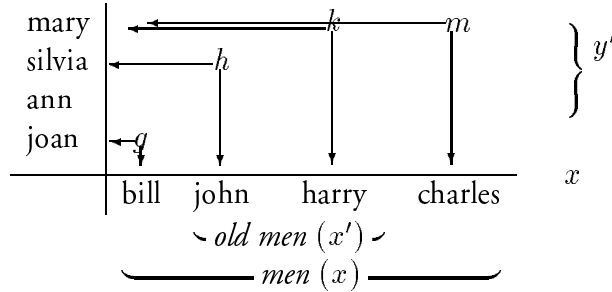 mary k m
silvia h y′
ann
joan g
x
bill john harry charles
old men (x′)
men (x)